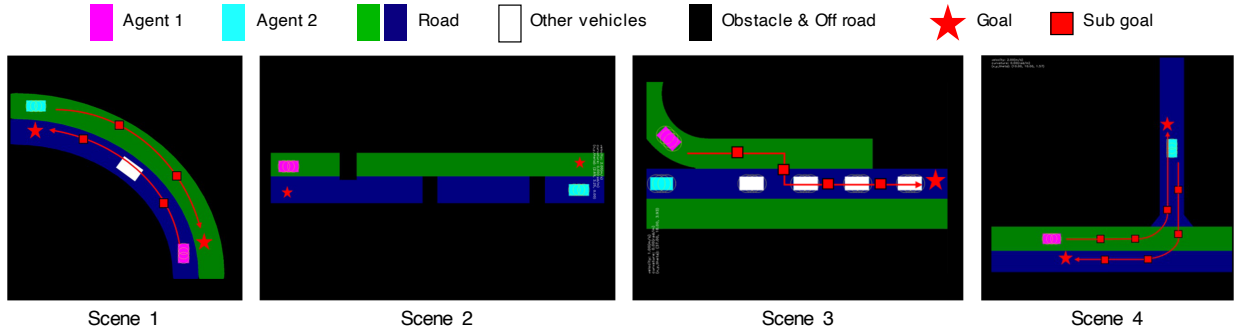 Agent 1 Agent 2 Road Other vehicles Obstacle & Off road Goal Sub goal
Scene 1 Scene 2 Scene 3 Scene 4